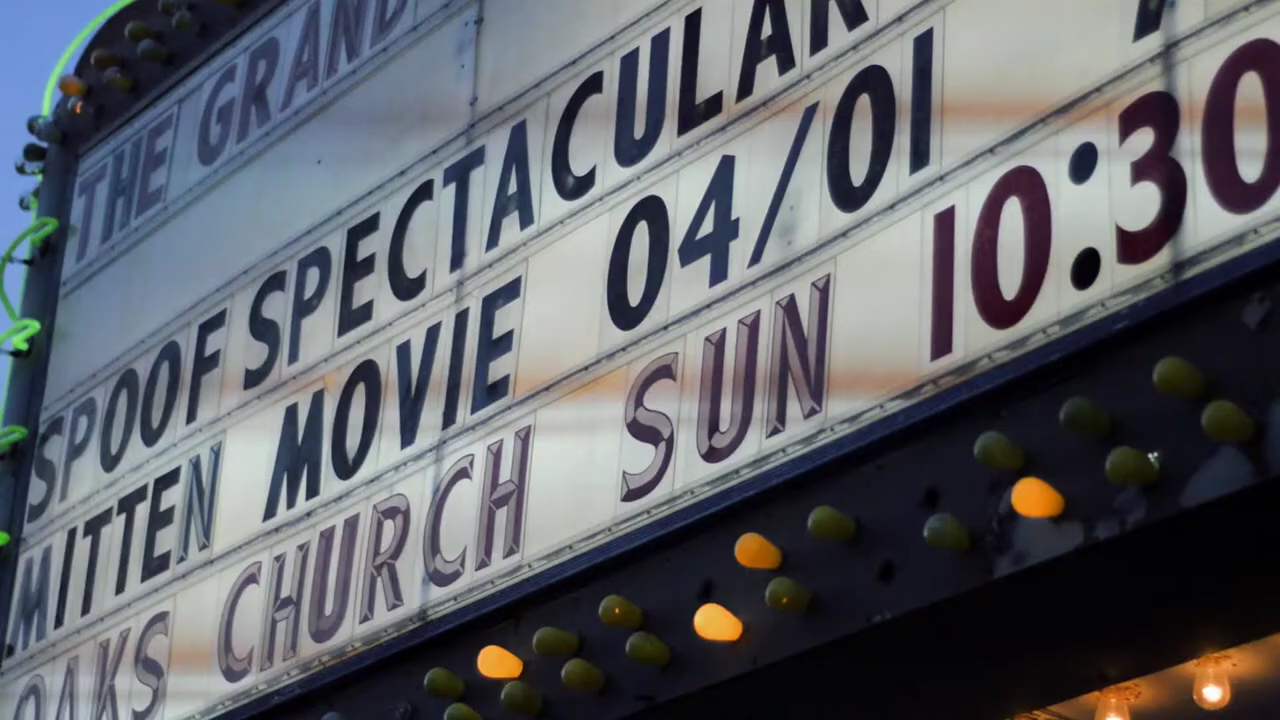 THE GRAND
SPOOF SPECTACULAR
MITTEN MOVIE 04/01
OAKS CHURCH SUN 10:30